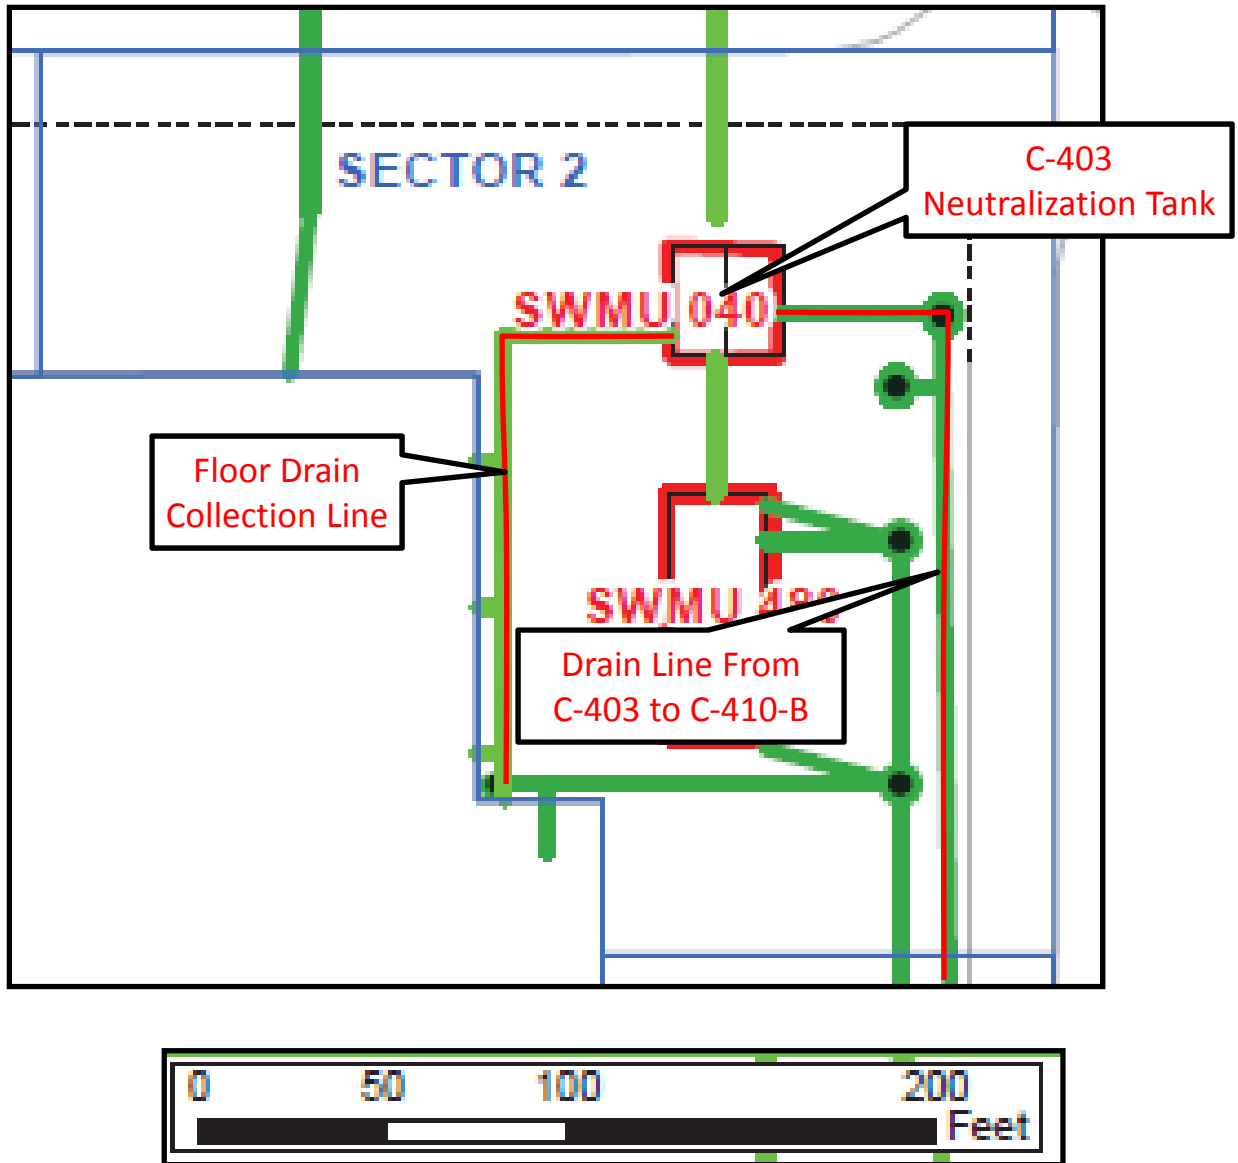 SECTOR 2
C-403
Neutralization Tank
SWMU 040
Floor Drain
Collection Line
SWMU 480
Drain Line From
C-403 to C-410-B
0 50 100 200
Feet